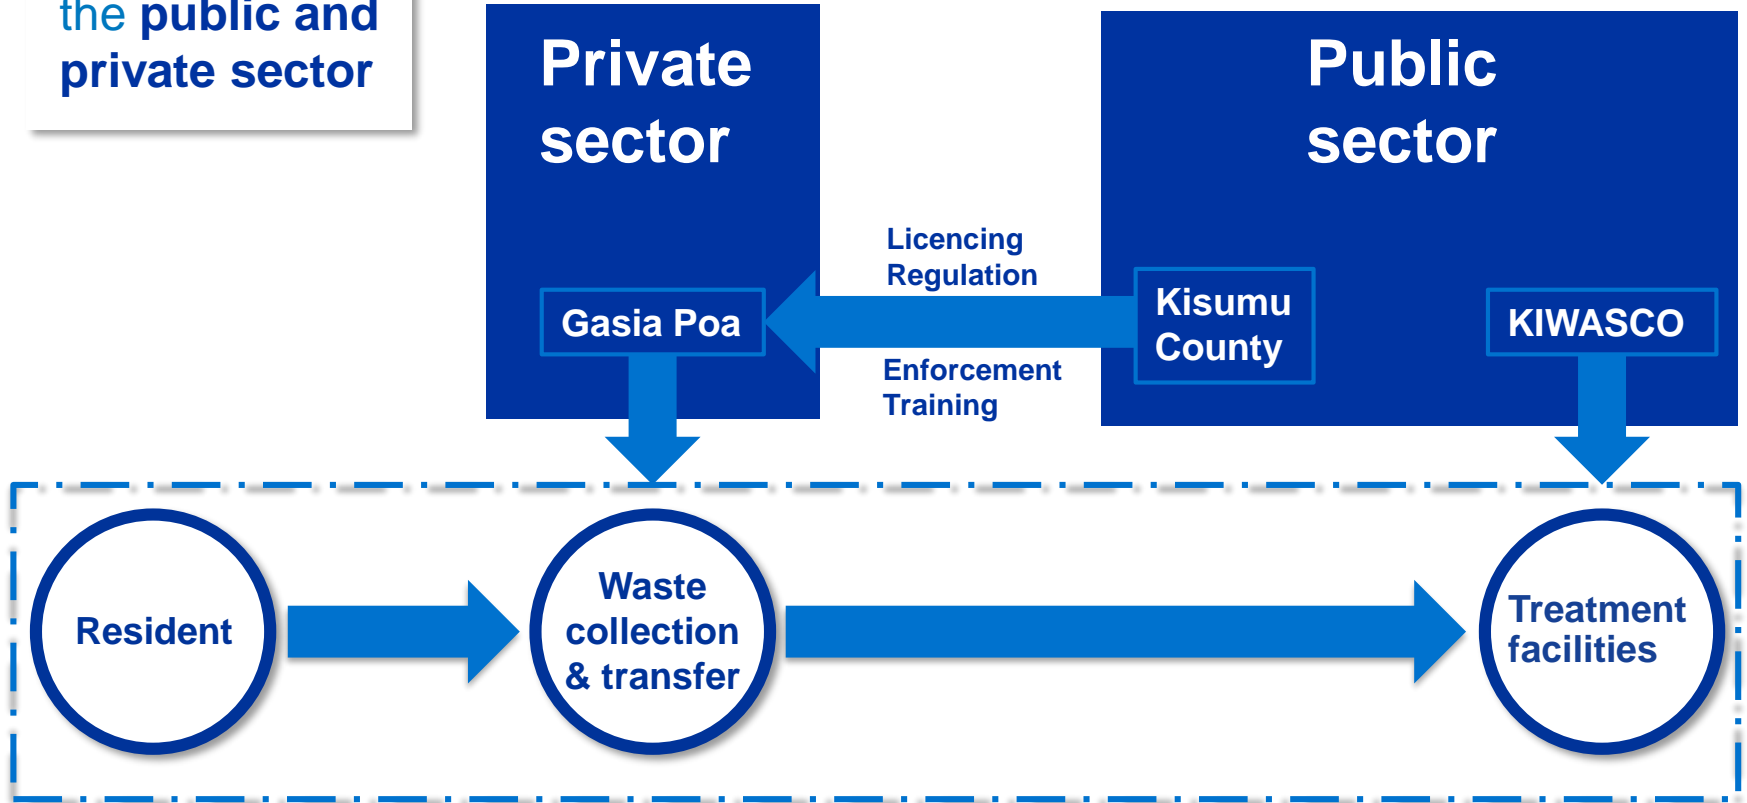 the public and
private sector
Private
sector
Public
sector
Licencing
Regulation
Gasia Poa
Kisumu
County
KIWASCO
Enforcement
Training
Resident
Waste
collection
& transfer
Treatment
facilities